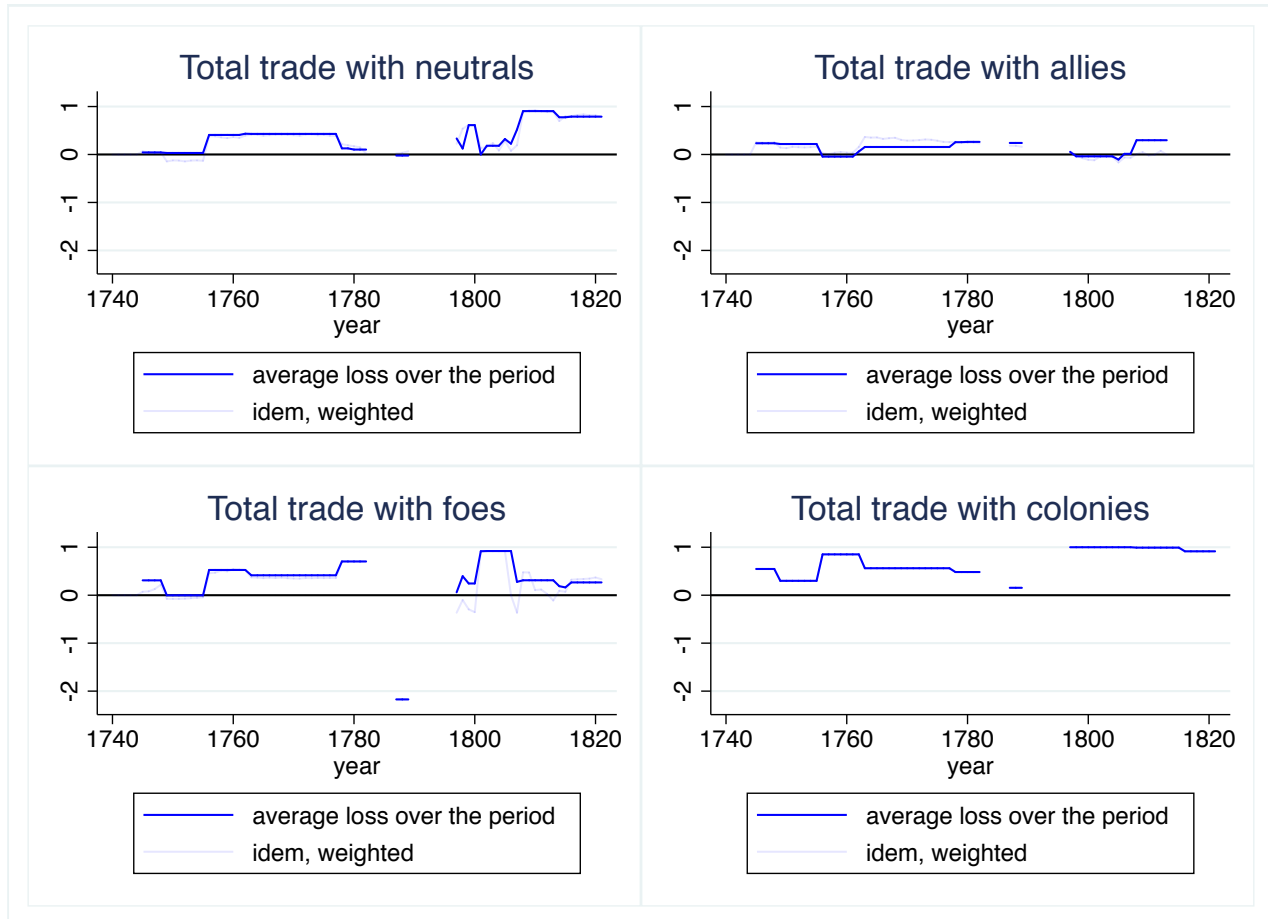 Total trade with neutrals
1
0
-1
-2
1740 1760 1780 1800 1820
year
average loss over the period
idem, weighted
Total trade with allies
1
0
-1
-2
1740 1760 1780 1800 1820
year
average loss over the period
idem, weighted
Total trade with foes
1
0
-1
-2
1740 1760 1780 1800 1820
year
average loss over the period
idem, weighted
Total trade with colonies
1
0
-1
-2
1740 1760 1780 1800 1820
year
average loss over the period
idem, weighted